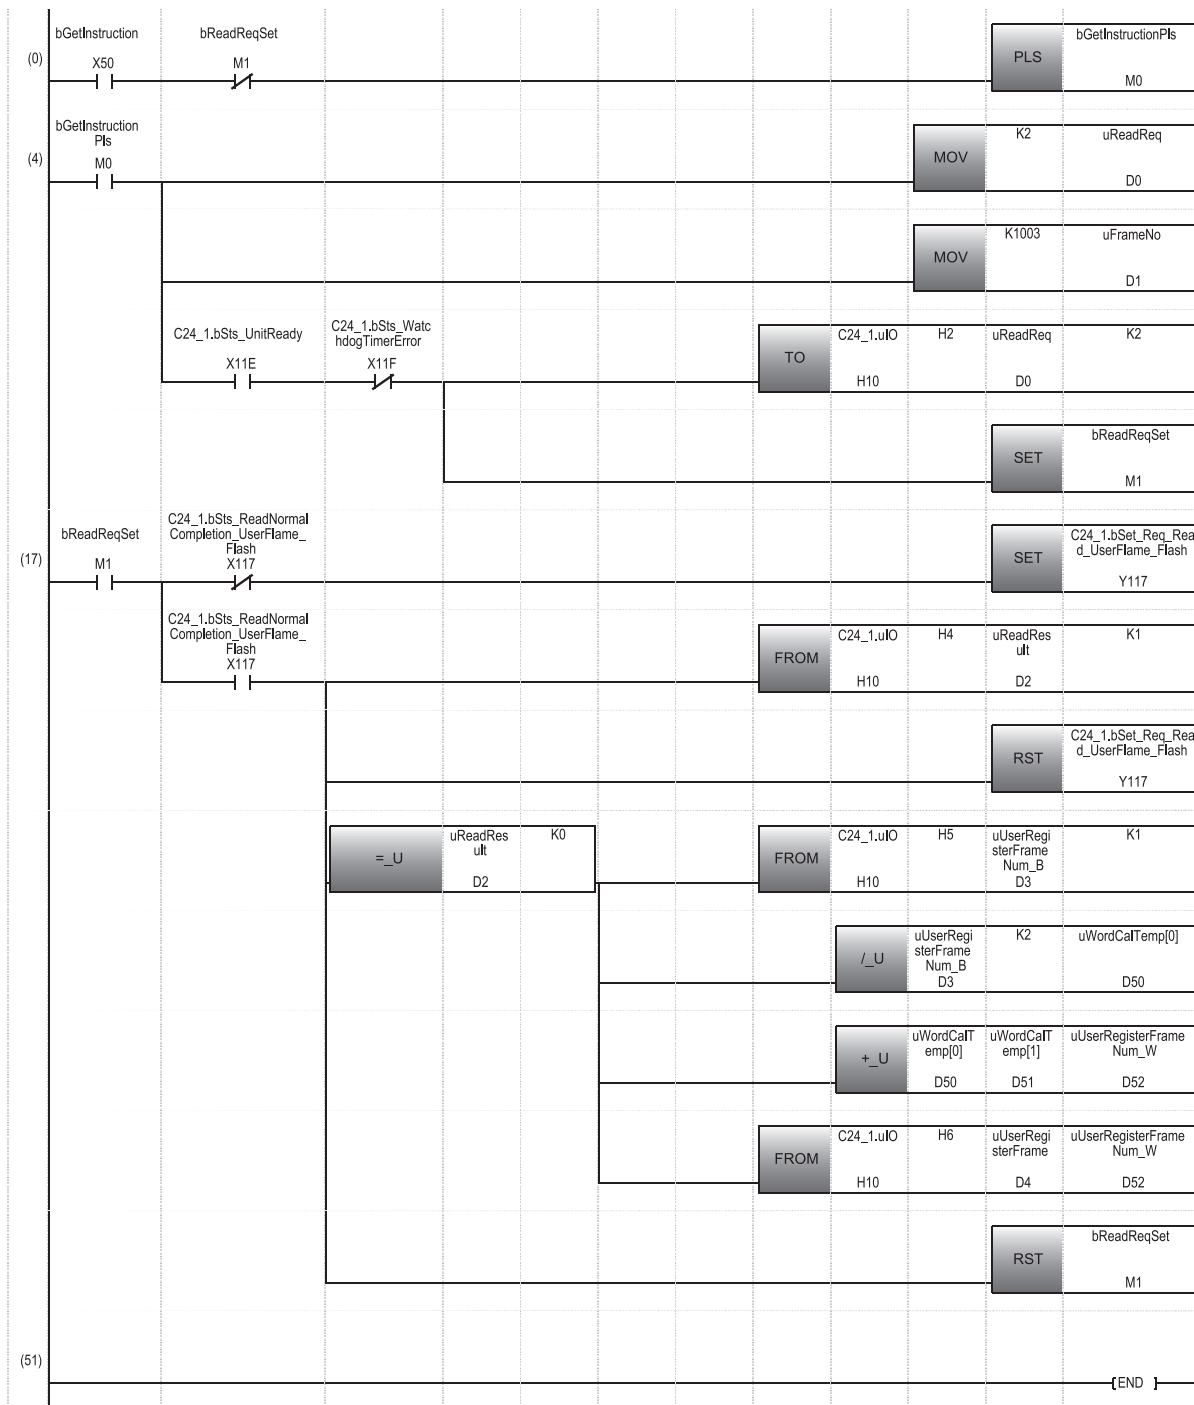 bGetInstruction
bReadReqSet
bGetInstructionPls
(0)
X50
M1
PLS
M0
bGetInstruction
Pls
(4)
M0
MOV
K2
uReadReq
D0
MOV
K1003
uFrameNo
D1
C24_1.bSts_UnitReady
X11E
C24_1.bSts_Watc
hdogTimerError
X11F
TO
C24_1.uIO
H2
uReadReq
K2
H10
D0
SET
bReadReqSet
M1
(17)
bReadReqSet
M1
C24_1.bSts_ReadNormal
Completion_UserFlame_
Flash
X117
SET
C24_1.bSet_Req_Rea
d_UserFlame_Flash
Y117
C24_1.bSts_ReadNormal
Completion_UserFlame_
Flash
X117
FROM
C24_1.uIO
H4
uReadRes
ult
K1
H10
D2
RST
C24_1.bSet_Req_Rea
d_UserFlame_Flash
Y117
=_U
uReadRes
ult
K0
D2
FROM
C24_1.uIO
H5
uUserRegi
sterFrame
Num_B
K1
H10
D3
/_U
uUserRegi
sterFrame
Num_B
D3
K2
uWordCalTemp[0]
D50
+_U
uWordCalT
emp[0]
D50
uWordCalT
emp[1]
D51
uUserRegisterFrame
Num_W
D52
FROM
C24_1.uIO
H6
uUserRegi
sterFrame
uUserRegisterFrame
Num_W
H10
D4
D52
RST
bReadReqSet
M1
(51)
[END ]